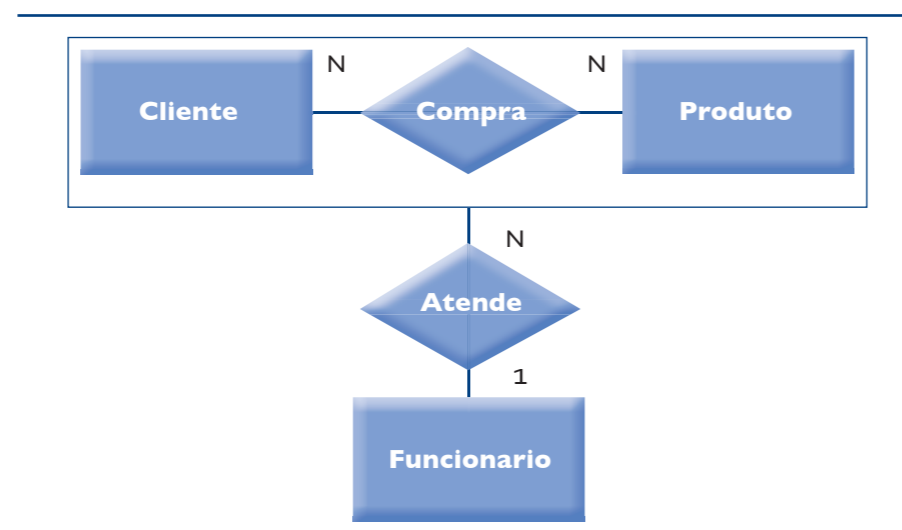 N N
Cliente Compra Produto
N
Atende
1
Funcionario